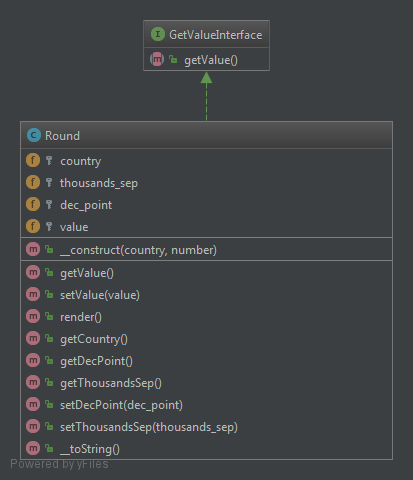 GetValueInterface
getValue()
Round
country
thousands_sep
dec_point
value
__construct(country, number)
getValue()
setValue(value)
render()
getCountry()
getDecPoint()
getThousandsSep()
setDecPoint(dec_point)
setThousandsSep(thousands_sep)
__toString()
Powered by yFiles